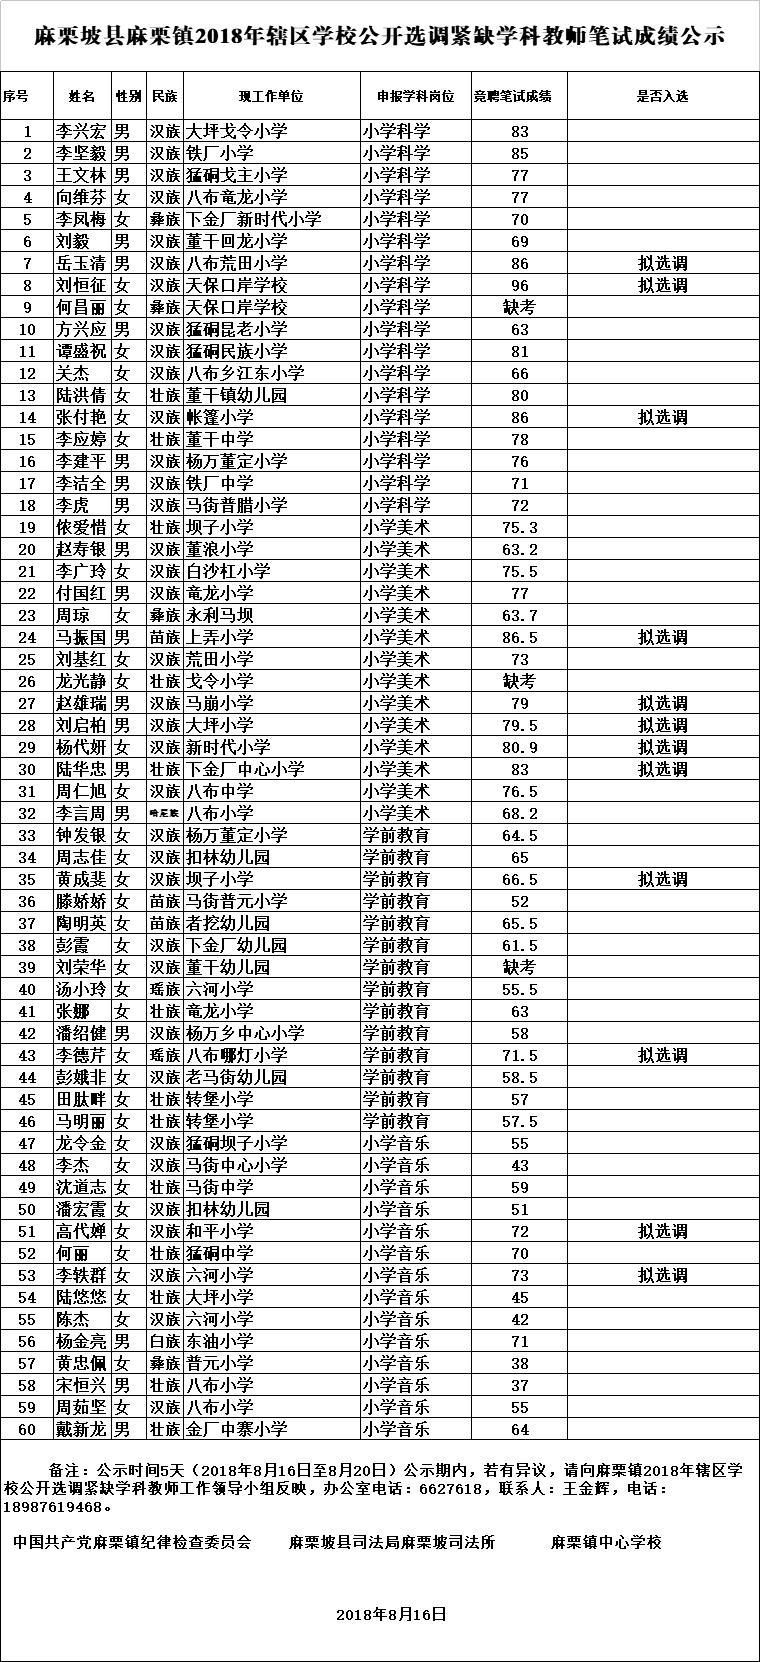 麻栗坡县麻栗镇2018年辖区学校公开选调紧缺学科教师笔试成绩公示
序号 姓名 性别 民族 现工作单位 申报学科岗位 竞聘笔试成绩 是否入选
1 李兴宏 男 汉族 大坪戈令小学 小学科学 83
2 李坚毅 男 汉族 铁厂小学 小学科学 85
3 王文林 男 汉族 猛硐戈主小学 小学科学 77
4 向维芬 女 汉族 八布竜龙小学 小学科学 77
5 李凤梅 女 彝族 下金厂新时代小学 小学科学 70
6 刘毅 男 汉族 董干回龙小学 小学科学 69
7 岳玉清 男 汉族 八布荒田小学 小学科学 86 拟选调
8 刘恒征 女 汉族 天保口岸学校 小学科学 96 拟选调
9 何昌丽 女 彝族 天保口岸学校 小学科学 缺考
10 方兴应 男 汉族 猛硐昆老小学 小学科学 63
11 谭盛祝 女 汉族 猛硐民族小学 小学科学 81
12 关杰 女 汉族 八布乡江东小学 小学科学 66
13 陆洪倩 女 壮族 董干镇幼儿园 小学科学 80
14 张付艳 女 汉族 帐篷小学 小学科学 86 拟选调
15 李应婷 女 壮族 董干中学 小学科学 78
16 李建平 男 汉族 杨万董定小学 小学科学 76
17 李洁全 男 汉族 铁厂中学 小学科学 71
18 李虎 男 汉族 马街普腊小学 小学科学 72
19 侬爱惜 女 壮族 坝子小学 小学美术 75.3
20 赵寿银 男 汉族 董浪小学 小学美术 63.2
21 李广玲 女 汉族 白沙杠小学 小学美术 75.5
22 付国红 男 汉族 竜龙小学 小学美术 77
23 周琼 女 彝族 永利马坝 小学美术 63.7
24 马振国 男 苗族 上弄小学 小学美术 86.5 拟选调
25 刘基红 女 汉族 荒田小学 小学美术 73
26 龙光静 女 壮族 戈令小学 小学美术 缺考
27 赵雄瑞 男 汉族 马崩小学 小学美术 79 拟选调
28 刘启柏 男 汉族 大坪小学 小学美术 79.5 拟选调
29 杨代妍 女 汉族 新时代小学 小学美术 80.9 拟选调
30 陆华忠 男 壮族 下金厂中心小学 小学美术 83 拟选调
31 周仁旭 女 汉族 八布中学 小学美术 76.5
32 李言周 男 哈尼族 八布小学 小学美术 68.2
33 钟发银 女 汉族 杨万董定小学 学前教育 64.5
34 周志佳 女 汉族 扣林幼儿园 学前教育 65
35 黄成斐 女 汉族 坝子小学 学前教育 66.5 拟选调
36 滕娇娇 女 苗族 马街普元小学 学前教育 52
37 陶明英 女 苗族 者挖幼儿园 学前教育 65.5
38 彭霞 女 汉族 下金厂幼儿园 学前教育 61.5
39 刘荣华 女 汉族 董干幼儿园 学前教育 缺考
40 汤小玲 女 瑶族 六河小学 学前教育 55.5
41 张娜 女 壮族 竜龙小学 学前教育 63
42 潘绍健 男 汉族 杨万乡中心小学 学前教育 58
43 李德芹 女 瑶族 八布哪灯小学 学前教育 71.5 拟选调
44 彭娥非 女 汉族 老马街幼儿园 学前教育 58.5
45 田肽畔 女 壮族 转堡小学 学前教育 57
46 马明丽 女 壮族 转堡小学 学前教育 57.5
47 龙令金 女 汉族 猛硐坝子小学 小学音乐 55
48 李杰 女 汉族 马街中心小学 小学音乐 43
49 沈道志 女 壮族 马街中学 小学音乐 59
50 潘宏霞 女 汉族 扣林幼儿园 小学音乐 51
51 高代婵 女 汉族 和平小学 小学音乐 72 拟选调
52 何丽 女 壮族 猛硐中学 小学音乐 70
53 李轶群 女 汉族 六河小学 小学音乐 73 拟选调
54 陆悠悠 女 壮族 大坪小学 小学音乐 45
55 陈杰 女 汉族 六河小学 小学音乐 42
56 杨金亮 男 白族 东油小学 小学音乐 71
57 黄忠佩 女 彝族 普元小学 小学音乐 38
58 宋恒兴 男 壮族 八布小学 小学音乐 37
59 周茹坚 女 汉族 八布小学 小学音乐 55
60 戴新龙 男 壮族 金厂中寨小学 小学音乐 64
备注：公示时间5天（2018年8月16日至8月20日）公示期内，若有异议，请向麻栗镇2018年辖区学
校公开选调紧缺学科教师工作领导小组反映，办公室电话：6627618，联系人：王金辉，电话：
18987619468。
中国共产党麻栗镇纪律检查委员会 麻栗坡县司法局麻栗坡司法所 麻栗镇中心学校
2018年8月16日